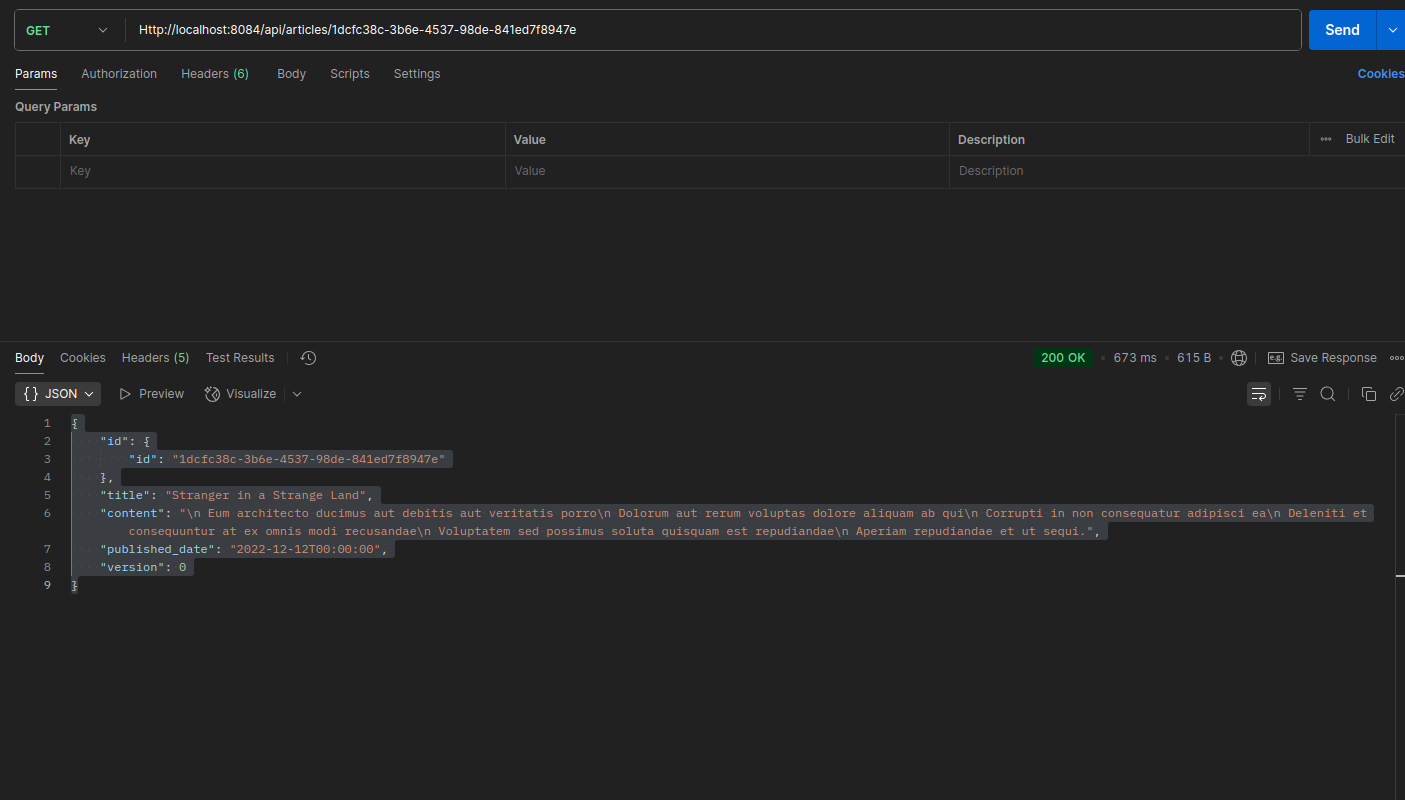 GET Http://localhost:8084/api/articles/1dcfc38c-3b6e-4537-98de-841ed7f8947e Send
Params Authorization Headers (6) Body Scripts Settings Cookies
Query Params
Key Value Description Bulk Edit
Key Value Description
Body Cookies Headers (5) Test Results 200 OK 673 ms 615 B e.g. Save Response
{} JSON Preview Visualize
1 {
2 "id": {
3 "id": "1dcfc38c-3b6e-4537-98de-841ed7f8947e"
4 },
5 "title": "Stranger in a Strange Land",
6 "content": "\n Eum architecto ducimus aut debitis aut veritatis porro\n Dolorum aut rerum voluptas dolore aliquam ab qui\n Corrupti in non consequatur adipisci ea\n Deleniti et
consequuntur at ex omnis modi recusandae\n Voluptatem sed possimus soluta quisquam est repudiandae\n Aperiam repudiandae et ut sequi.",
7 "published_date": "2022-12-12T00:00:00",
8 "version": 0
9 }